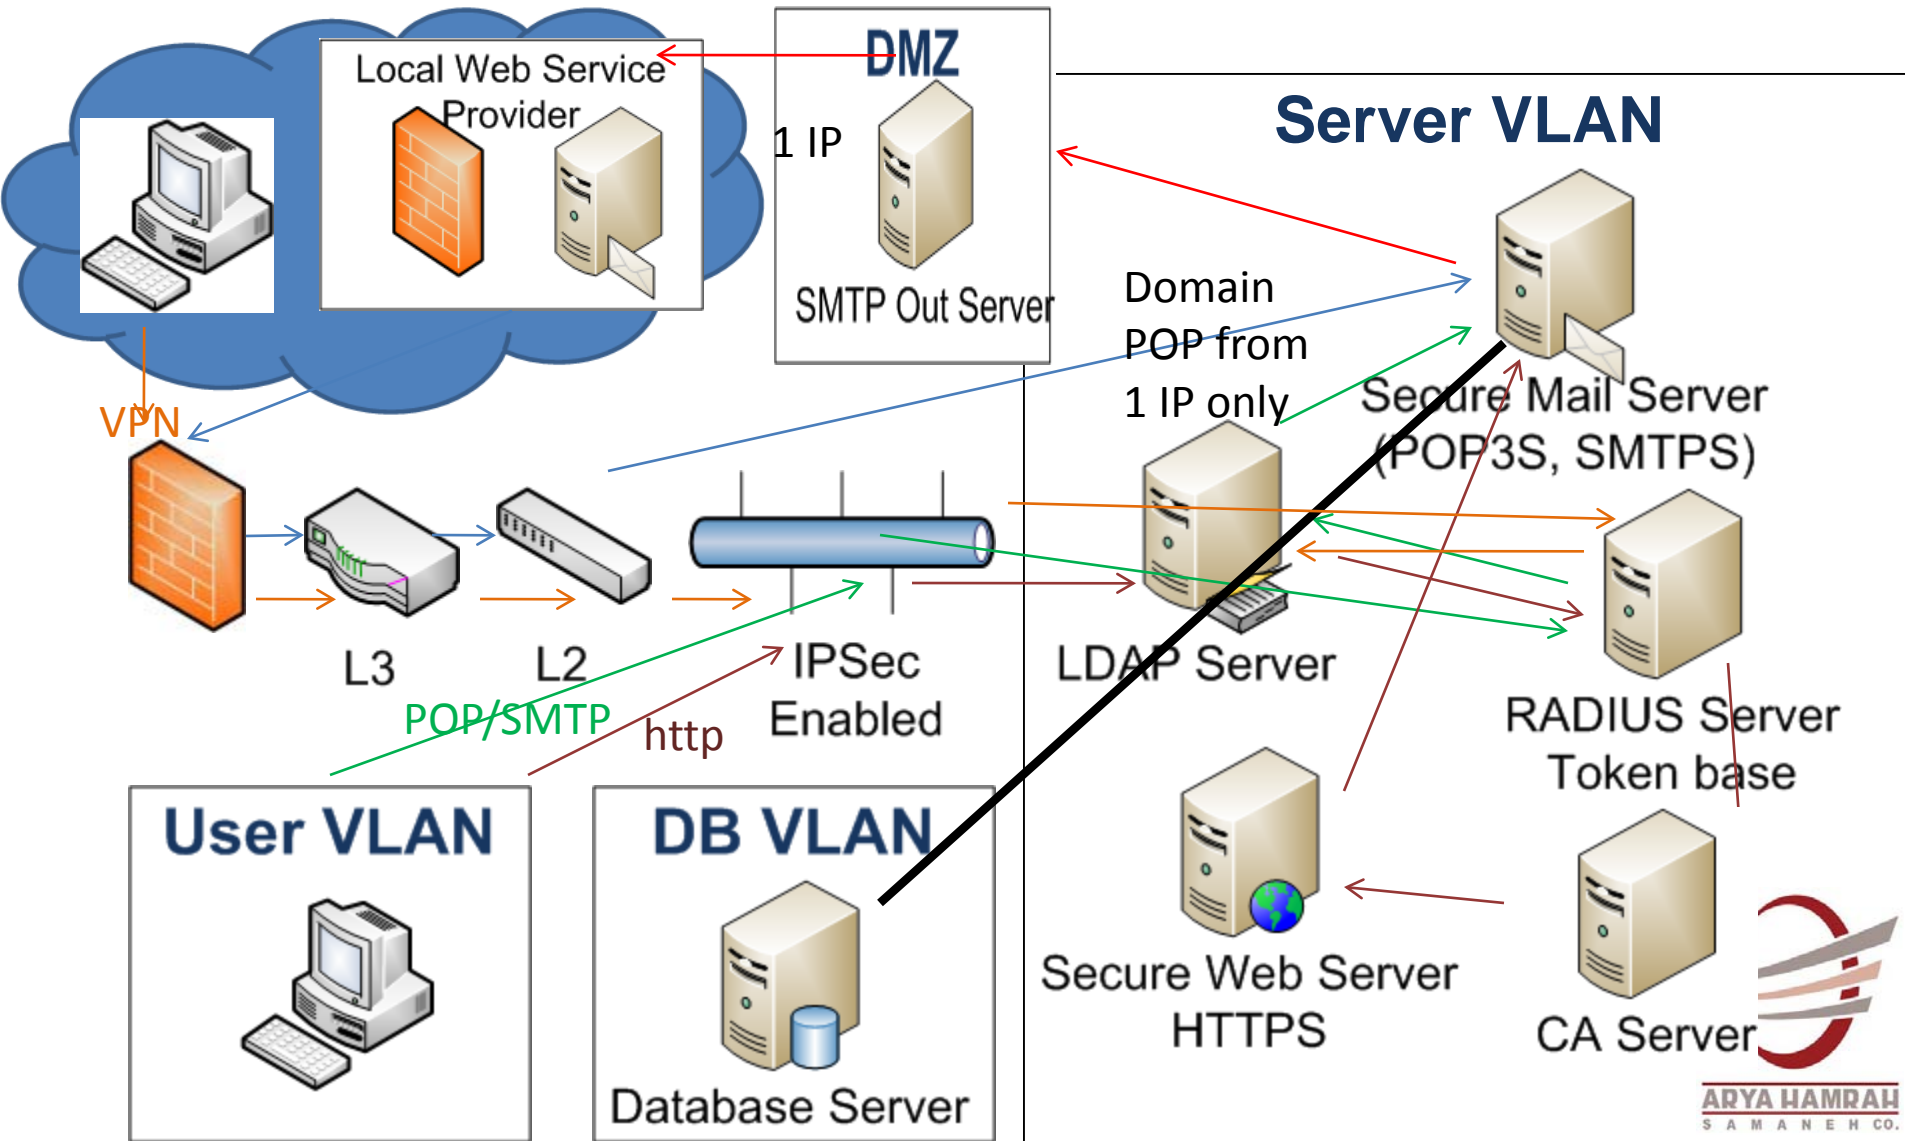 Local Web Service
Provider
DMZ
1 IP
SMTP Out Server
Server VLAN
Domain
POP from
1 IP only
Secure Mail Server
(POP3S, SMTPS)
VPN
L3
L2
IPSec
Enabled
LDAP Server
RADIUS Server
Token base
POP/SMTP
http
User VLAN
DB VLAN
Database Server
Secure Web Server
HTTPS
CA Server
ARYA HAMRAH
SAMANEH CO.